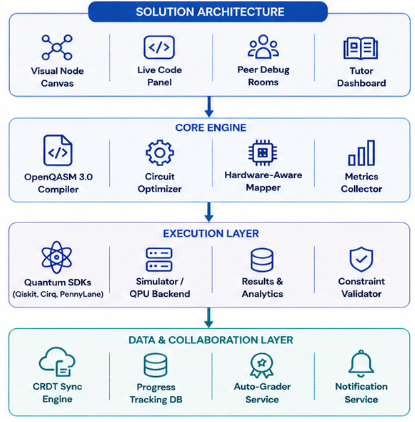 SOLUTION ARCHITECTURE
Visual Node
Canvas
Live Code
Panel
Peer Debug
Rooms
Tutor
Dashboard
CORE ENGINE
OpenQASM 3.0
Compiler
Circuit
Optimizer
Hardware-Aware
Mapper
Metrics
Collector
EXECUTION LAYER
Quantum SDKs
(Qiskit, Cirq, PennyLane)
Simulator /
QPU Backend
Results &
Analytics
Constraint
Validator
DATA & COLLABORATION LAYER
CRDT Sync
Engine
Progress
Tracking DB
Auto-Grader
Service
Notification
Service